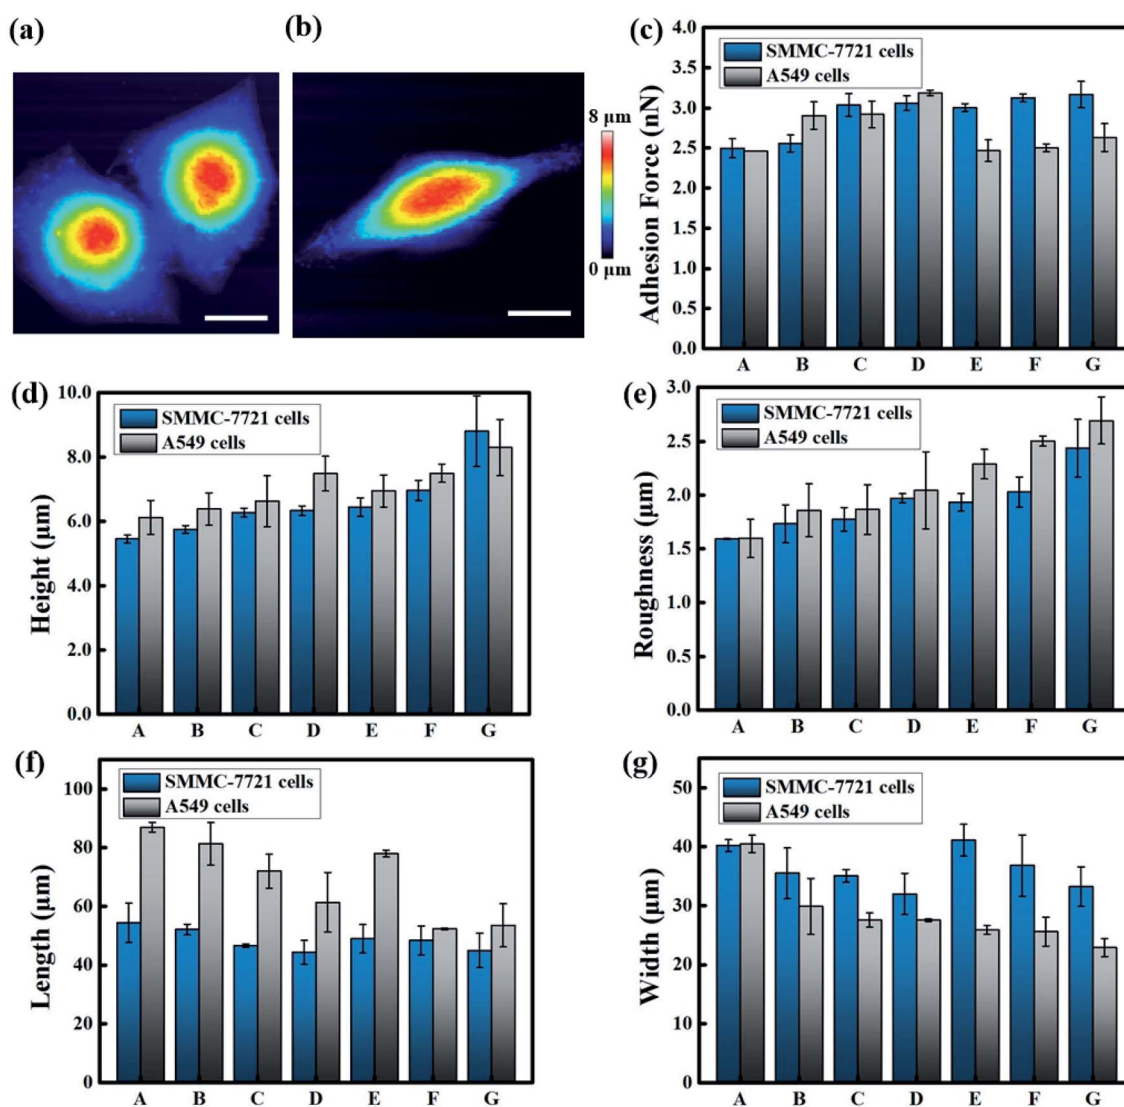 (a)
(b)
8 μm
0 μm
(c)
4.0
3.5
3.0
2.5
2.0
1.5
1.0
0.5
0.0
Adhesion Force (nN)
SMMC-7721 cells
A549 cells
A B C D E F G
(d)
10.0
8.0
6.0
4.0
2.0
0.0
Height (μm)
SMMC-7721 cells
A549 cells
A B C D E F G
(e)
3.0
2.5
2.0
1.5
1.0
0.5
0.0
Roughness (μm)
SMMC-7721 cells
A549 cells
A B C D E F G
(f)
100
80
60
40
20
0
Length (μm)
SMMC-7721 cells
A549 cells
A B C D E F G
(g)
50
40
30
20
10
0
Width (μm)
SMMC-7721 cells
A549 cells
A B C D E F G